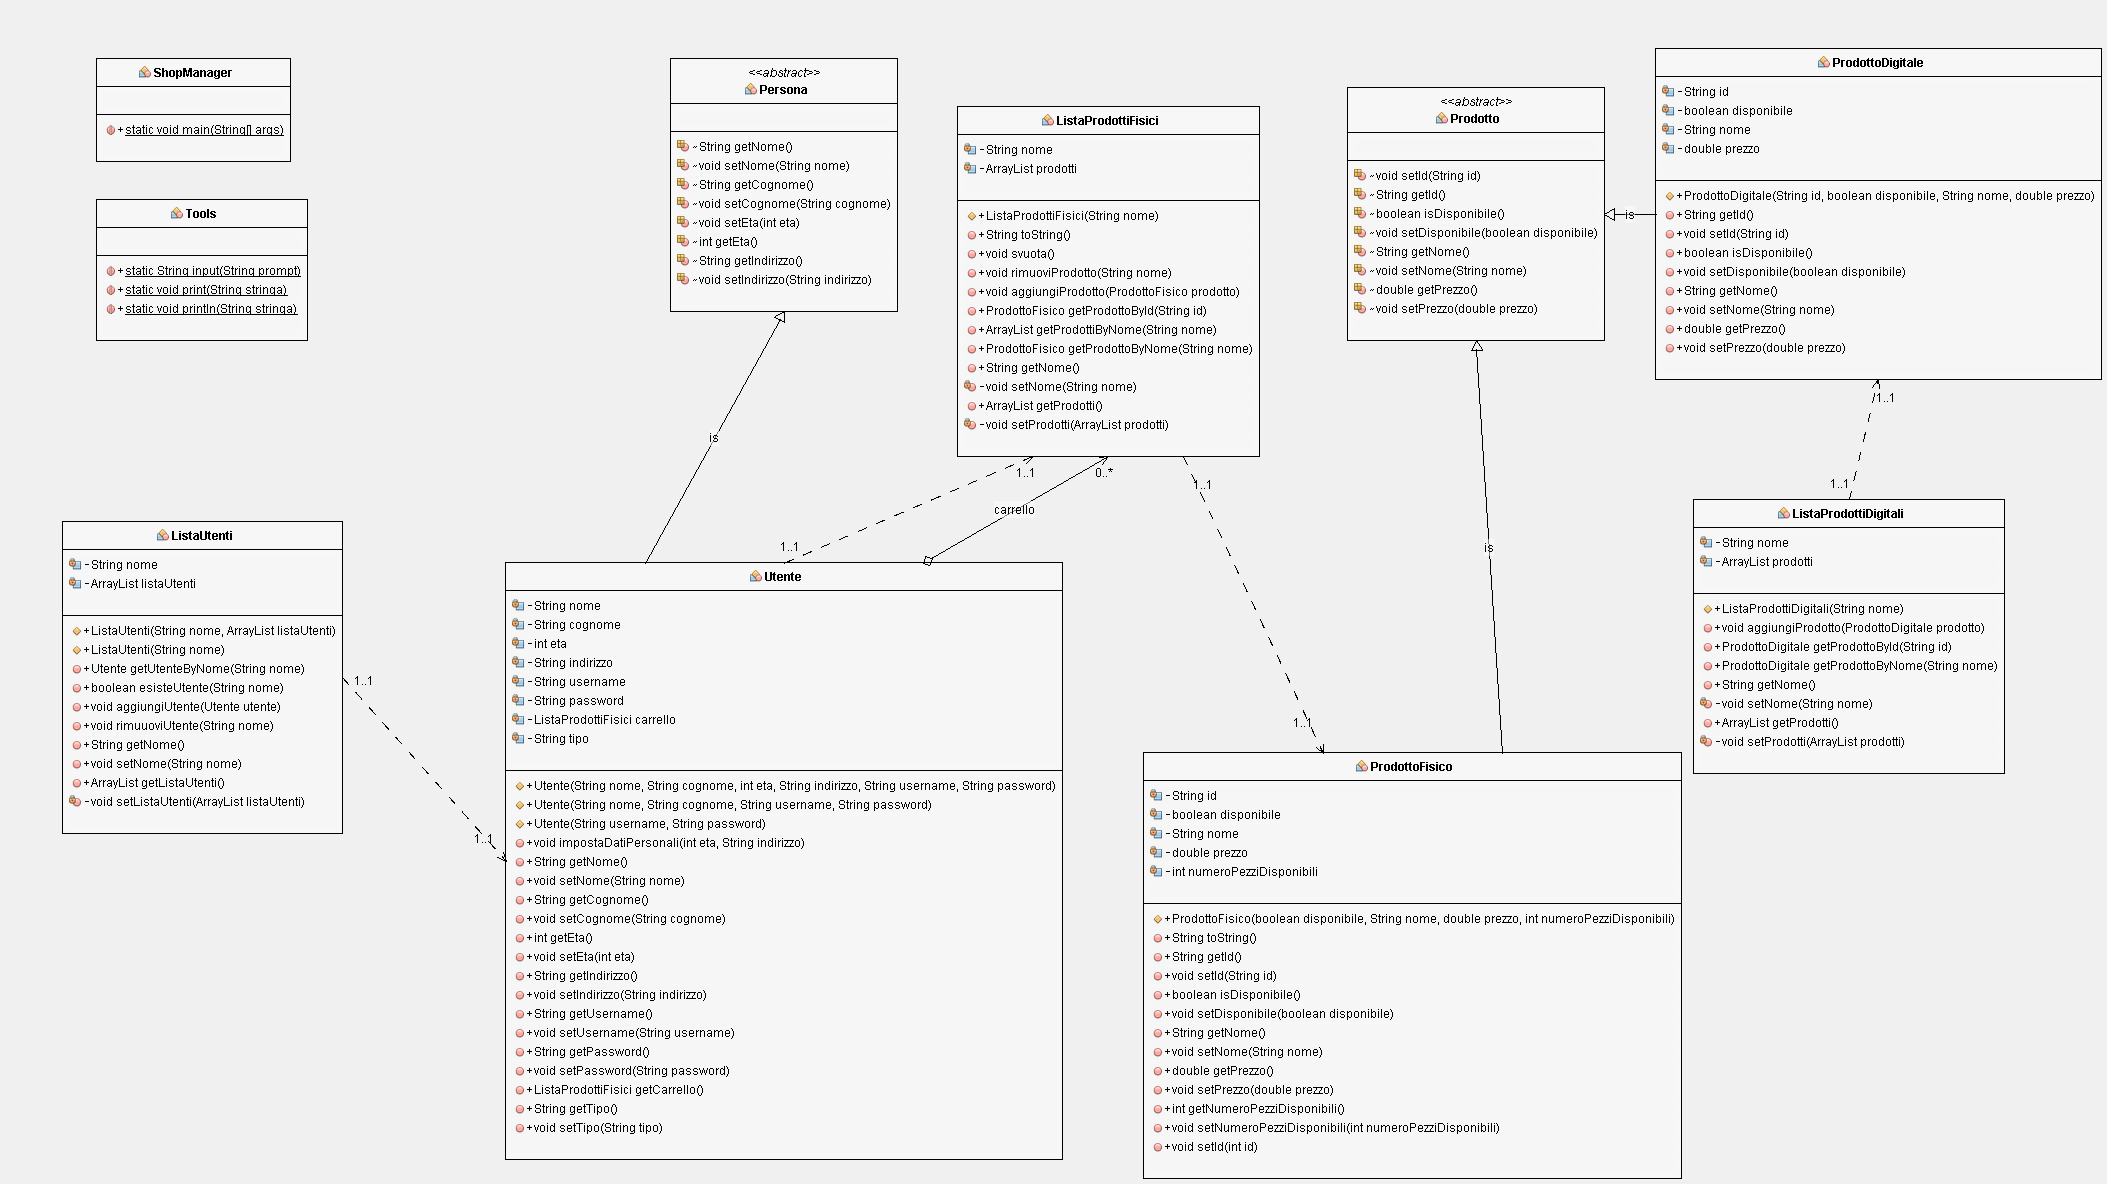 ShopManager
+ static void main(String[] args)
Tools
+ static String input(String prompt)
+ static void print(String stringa)
+ static void println(String stringa)
<<abstract>>
Persona
~ String getNome()
~ void setNome(String nome)
~ String getCognome()
~ void setCognome(String cognome)
~ void setEta(int eta)
~ int getEta()
~ String getIndirizzo()
~ void setIndirizzo(String indirizzo)
ListaProdottiFisici
- String nome
- ArrayList prodotti
+ ListaProdottiFisici(String nome)
+ String toString()
+ void svuota()
+ void rimuoviProdotto(String nome)
+ void aggiungiProdotto(ProdottoFisico prodotto)
+ ProdottoFisico getProdottoById(String id)
+ ArrayList getProdottiByNome(String nome)
+ ProdottoFisico getProdottoByNome(String nome)
+ String getNome()
- void setNome(String nome)
+ ArrayList getProdotti()
- void setProdotti(ArrayList prodotti)
<<abstract>>
Prodotto
~ void setId(String id)
~ String getId()
~ boolean isDisponibile()
~ void setDisponibile(boolean disponibile)
~ String getNome()
~ void setNome(String nome)
~ double getPrezzo()
~ void setPrezzo(double prezzo)
is
ProdottoDigitale
- String id
- boolean disponibile
- String nome
- double prezzo
+ ProdottoDigitale(String id, boolean disponibile, String nome, double prezzo)
+ String getId()
+ void setId(String id)
+ boolean isDisponibile()
+ void setDisponibile(boolean disponibile)
+ String getNome()
+ void setNome(String nome)
+ double getPrezzo()
+ void setPrezzo(double prezzo)
1..1
1..1
is
1..1
0..*
carrello
1..1
1..1
is
1..1
ListaUtenti
- String nome
- ArrayList listaUtenti
+ ListaUtenti(String nome, ArrayList listaUtenti)
+ ListaUtenti(String nome)
+ Utente getUtenteByNome(String nome)
+ boolean esisteUtente(String nome)
+ void aggiungiUtente(Utente utente)
+ void rimuuoviUtente(String nome)
+ String getNome()
+ void setNome(String nome)
+ ArrayList getListaUtenti()
- void setListaUtenti(ArrayList listaUtenti)
1..1
1..1
Utente
- String nome
- String cognome
- int eta
- String indirizzo
- String username
- String password
- ListaProdottiFisici carrello
- String tipo
+ Utente(String nome, String cognome, int eta, String indirizzo, String username, String password)
+ Utente(String nome, String cognome, String username, String password)
+ Utente(String username, String password)
+ void impostaDatiPersonali(int eta, String indirizzo)
+ String getNome()
+ void setNome(String nome)
+ String getCognome()
+ void setCognome(String cognome)
+ int getEta()
+ void setEta(int eta)
+ String getIndirizzo()
+ void setIndirizzo(String indirizzo)
+ String getUsername()
+ void setUsername(String username)
+ String getPassword()
+ void setPassword(String password)
+ ListaProdottiFisici getCarrello()
+ String getTipo()
+ void setTipo(String tipo)
ProdottoFisico
- String id
- boolean disponibile
- String nome
- double prezzo
- int numeroPezziDisponibili
+ ProdottoFisico(boolean disponibile, String nome, double prezzo, int numeroPezziDisponibili)
+ String toString()
+ String getId()
+ void setId(String id)
+ boolean isDisponibile()
+ void setDisponibile(boolean disponibile)
+ String getNome()
+ void setNome(String nome)
+ double getPrezzo()
+ void setPrezzo(double prezzo)
+ int getNumeroPezziDisponibili()
+ void setNumeroPezziDisponibili(int numeroPezziDisponibili)
+ void setId(int id)
ListaProdottiDigitali
- String nome
- ArrayList prodotti
+ ListaProdottiDigitali(String nome)
+ void aggiungiProdotto(ProdottoDigitale prodotto)
+ ProdottoDigitale getProdottoById(String id)
+ ProdottoDigitale getProdottoByNome(String nome)
+ String getNome()
- void setNome(String nome)
+ ArrayList getProdotti()
- void setProdotti(ArrayList prodotti)